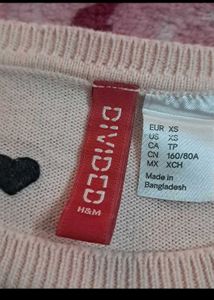 DIVIDED
H&M
EUR XS
US XS
CA TP
CN 160/80A
MX XCH
Made in
Bangladesh